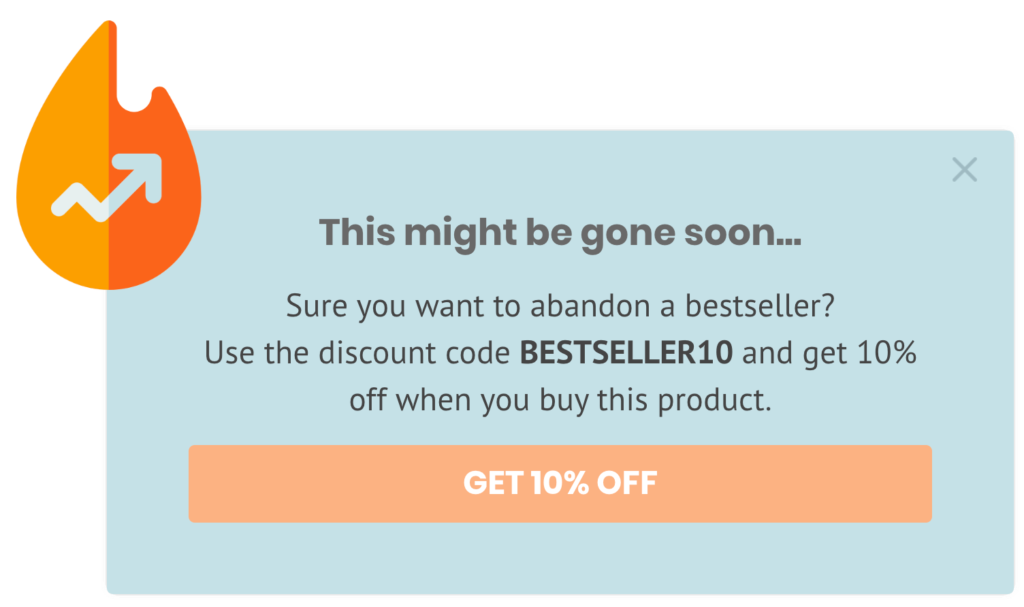 This might be gone soon...
Sure you want to abandon a bestseller?
Use the discount code BESTSELLER10 and get 10%
off when you buy this product.
GET 10% OFF